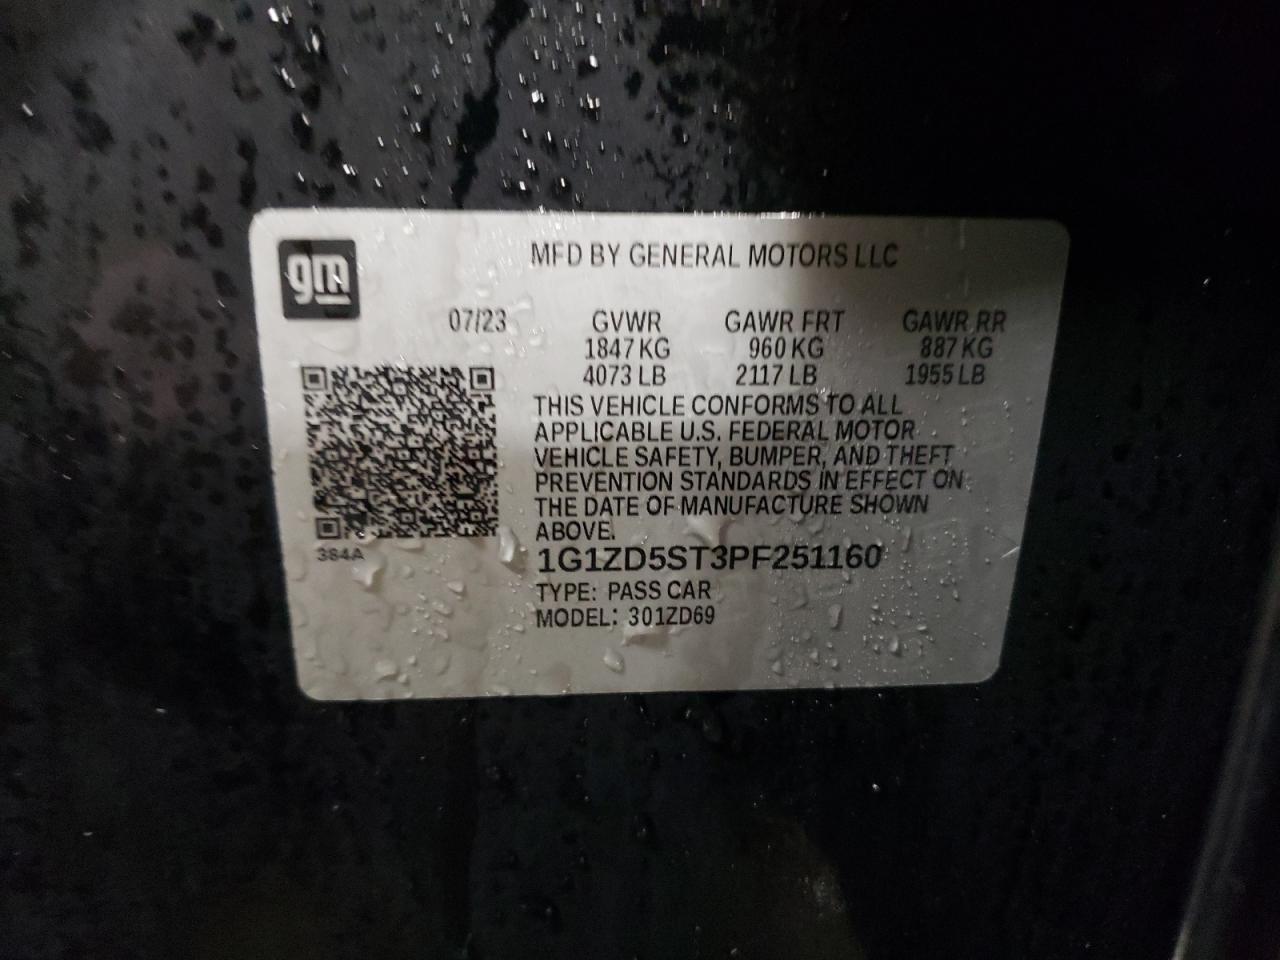 gm
MFD BY GENERAL MOTORS LLC
07/23 GVWR GAWR FRT GAWR RR
1847 KG 960 KG 887 KG
4073 LB 2117 LB 1955 LB
THIS VEHICLE CONFORMS TO ALL
APPLICABLE U.S. FEDERAL MOTOR
VEHICLE SAFETY, BUMPER, AND THEFT
PREVENTION STANDARDS IN EFFECT ON
THE DATE OF MANUFACTURE SHOWN
ABOVE.
384A
1G1ZD5ST3PF251160
TYPE: PASS CAR
MODEL: 301ZD69